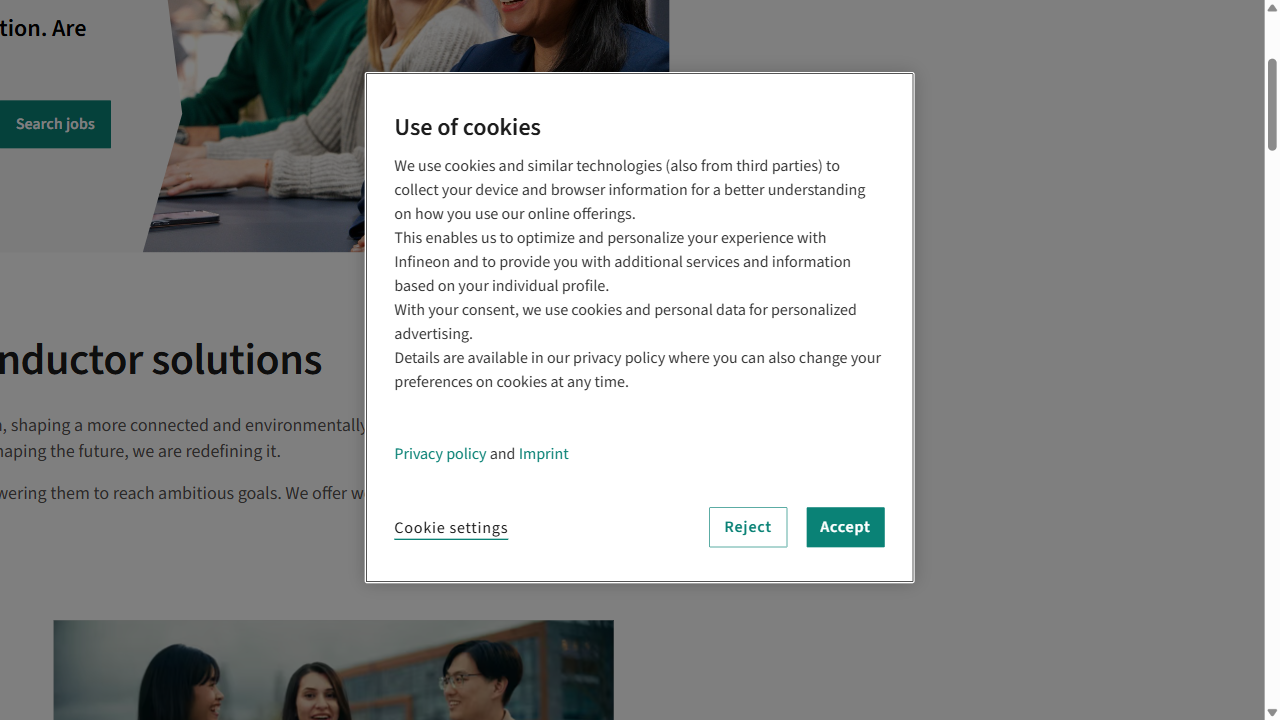 tion. Are
Search jobs
nductor solutions
, shaping a more connected and environmentally
haping the future, we are redefining it.
wering them to reach ambitious goals. We offer w
Use of cookies
We use cookies and similar technologies (also from third parties) to
collect your device and browser information for a better understanding
on how you use our online offerings.
This enables us to optimize and personalize your experience with
Infineon and to provide you with additional services and information
based on your individual profile.
With your consent, we use cookies and personal data for personalized
advertising.
Details are available in our privacy policy where you can also change your
preferences on cookies at any time.
Privacy policy and Imprint
Cookie settings
Reject
Accept